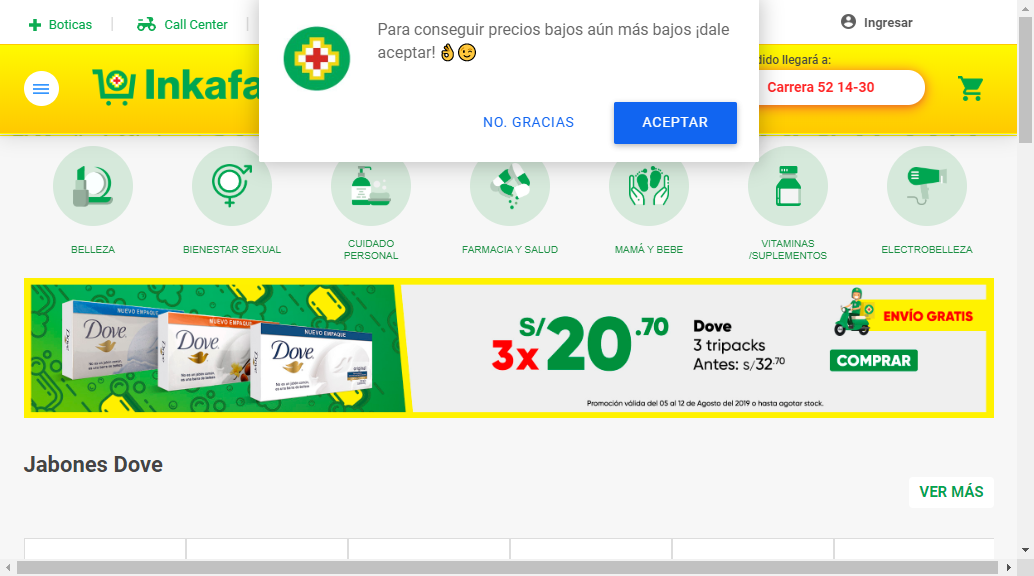 Boticas
Call Center
Para conseguir precios bajos aún más bajos ¡dale
aceptar! 👌😉
NO. GRACIAS
ACEPTAR
Ingresar
Inkafa
dido llegará a:
Carrera 52 14-30
BELLEZA
BIENESTAR SEXUAL
CUIDADO
PERSONAL
FARMACIA Y SALUD
MAMÁ Y BEBE
VITAMINAS
/SUPLEMENTOS
ELECTROBELLEZA
NUEVO EMPAQUE
Dove
NUEVO EMPAQUE
Dove
NUEVO EMPAQUE
Dove
original
3x
S/20.70
Dove
3 tripacks
Antes: s/32.70
ENVÍO GRATIS
COMPRAR
Promoción válida del 05 al 12 de Agosto del 2019 o hasta agotar stock.
Jabones Dove
VER MÁS